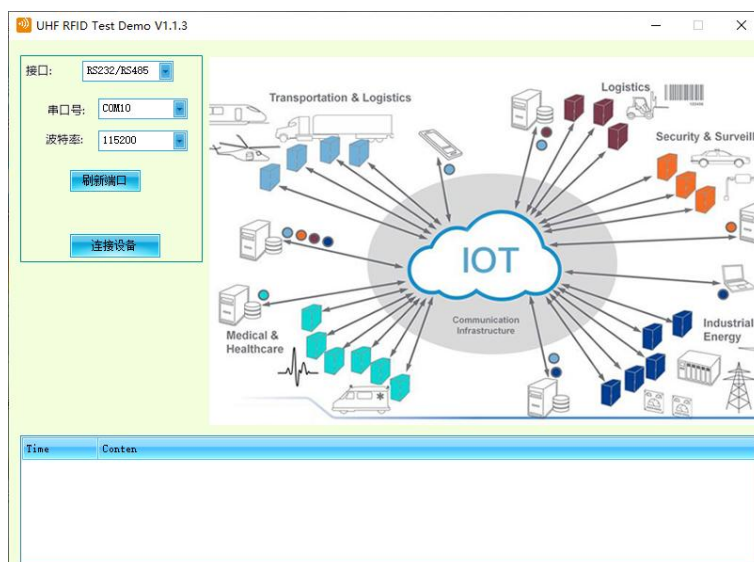 UHF RFID Test Demo V1.1.3
接口: RS232/RS485
串口号: COM10
波特率: 115200
刷新端口
连接设备
Transportation & Logistics
Logistics
Security & Surveill
IOT
Communication
Infrastructure
Medical &
Healthcare
Industrial
Energy
Time Conten